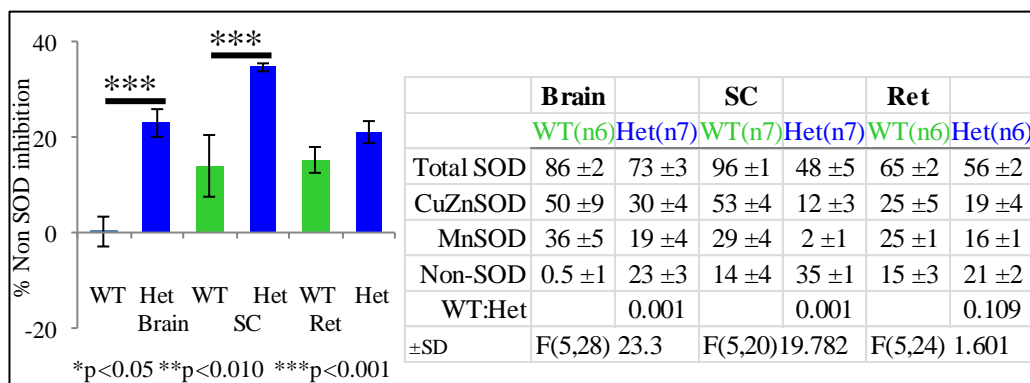 % Non SOD inhibition
40
20
0
-20
***
***
WT Het WT Het WT Het
Brain SC Ret
*p<0.05 **p<0.010 ***p<0.001
Brain SC Ret
WT(n6) Het(n7) WT(n7) Het(n7) WT(n6) Het(n6)
Total SOD 86 ±2 73 ±3 96 ±1 48 ±5 65 ±2 56 ±2
CuZnSOD 50 ±9 30 ±4 53 ±4 12 ±3 25 ±5 19 ±4
MnSOD 36 ±5 19 ±4 29 ±4 2 ±1 25 ±1 16 ±1
Non-SOD 0.5 ±1 23 ±3 14 ±4 35 ±1 15 ±3 21 ±2
WT:Het 0.001 0.001 0.109
±SD F(5,28) 23.3 F(5,20)19.782 F(5,24) 1.601